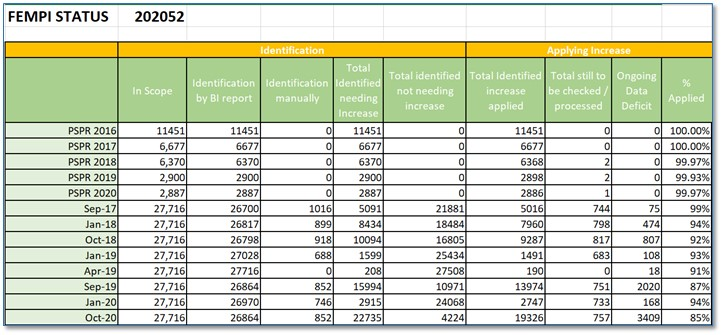 FEMPI STATUS 202052
Identification Applying Increase
In Scope Identification by BI report Identification manually Total Identified needing Increase Total identified not needing increase Total Identified increase applied Total still to be checked / processed Ongoing Data Deficit % Applied
PSPR 2016 11451 11451 0 11451 0 11451 0 0 100.00%
PSPR 2017 6,677 6677 0 6677 0 6677 0 0 100.00%
PSPR 2018 6,370 6370 0 6370 0 6368 2 0 99.97%
PSPR 2019 2,900 2900 0 2900 0 2898 2 0 99.93%
PSPR 2020 2,887 2887 0 2887 0 2886 1 0 99.97%
Sep-17 27,716 26700 1016 5091 21881 5016 744 75 99%
Jan-18 27,716 26817 899 8434 18484 7960 798 474 94%
Oct-18 27,716 26798 918 10094 16805 9287 817 807 92%
Jan-19 27,716 27028 688 1599 25434 1491 683 108 93%
Apr-19 27,716 27716 0 208 27508 190 0 18 91%
Sep-19 27,716 26864 852 15994 10971 13974 751 2020 87%
Jan-20 27,716 26970 746 2915 24068 2747 733 168 94%
Oct-20 27,716 26864 852 22735 4224 19326 757 3409 85%